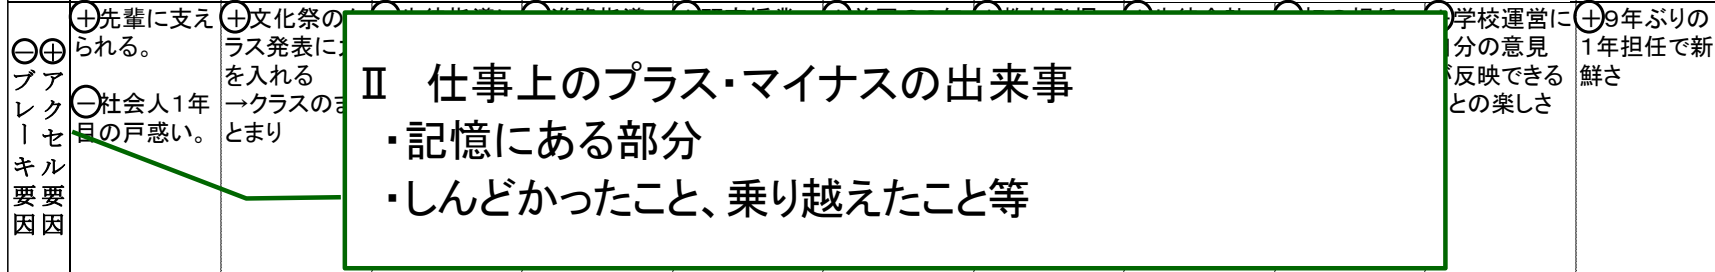 ⊕アクセル要因
⊖ブレーキ要因
⊕先輩に支え
られる。
⊖社会人1年
目の戸惑い。
⊕文化祭の
ラス発表に
を入れる
→クラスのま
とまり
Ⅱ 仕事上のプラス・マイナスの出来事
・記憶にある部分
・しんどかったこと、乗り越えたこと等
学校運営に
分の意見
反映できる
との楽しさ
⊕9年ぶりの
1年担任で新
鮮さ